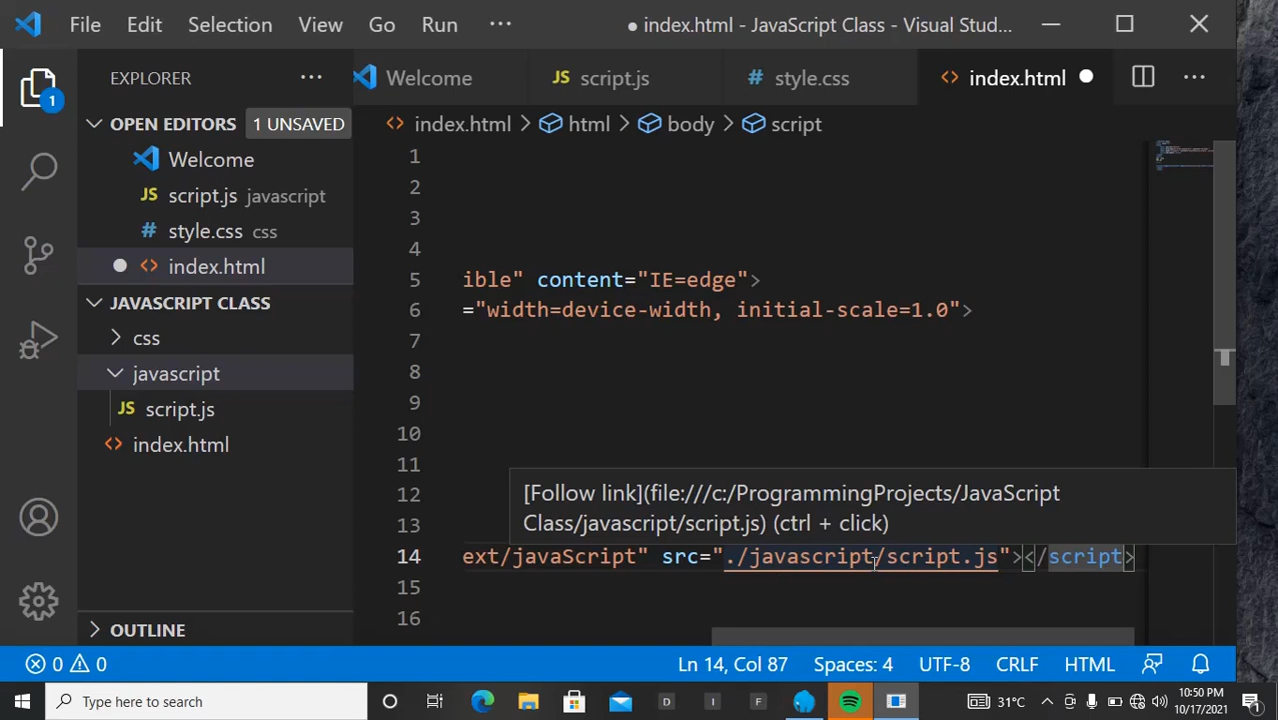 File Edit Selection View Go Run ··· ● index.html - JavaScript Class - Visual Stud...
EXPLORER ···
Welcome JS script.js # style.css <> index.html ●
1
OPEN EDITORS 1 UNSAVED
<> index.html > html > body > script
Welcome
JS script.js javascript
# style.css css
● <> index.html
JAVASCRIPT CLASS
css
javascript
JS script.js
<> index.html
OUTLINE
1
2
3
4
5 ible" content="IE=edge">
6 ="width=device-width, initial-scale=1.0">
7
8
9
10
11
12
[Follow link](file:///c:/ProgrammingProjects/JavaScript
Class/javascript/script.js) (ctrl + click)
13
14 ext/javaScript" src="./javascript/script.js"></script>
15
16
0 0 Ln 14, Col 87 Spaces: 4 UTF-8 CRLF HTML
Type here to search D I F 31°C 10:50 PM
10/17/2021 1